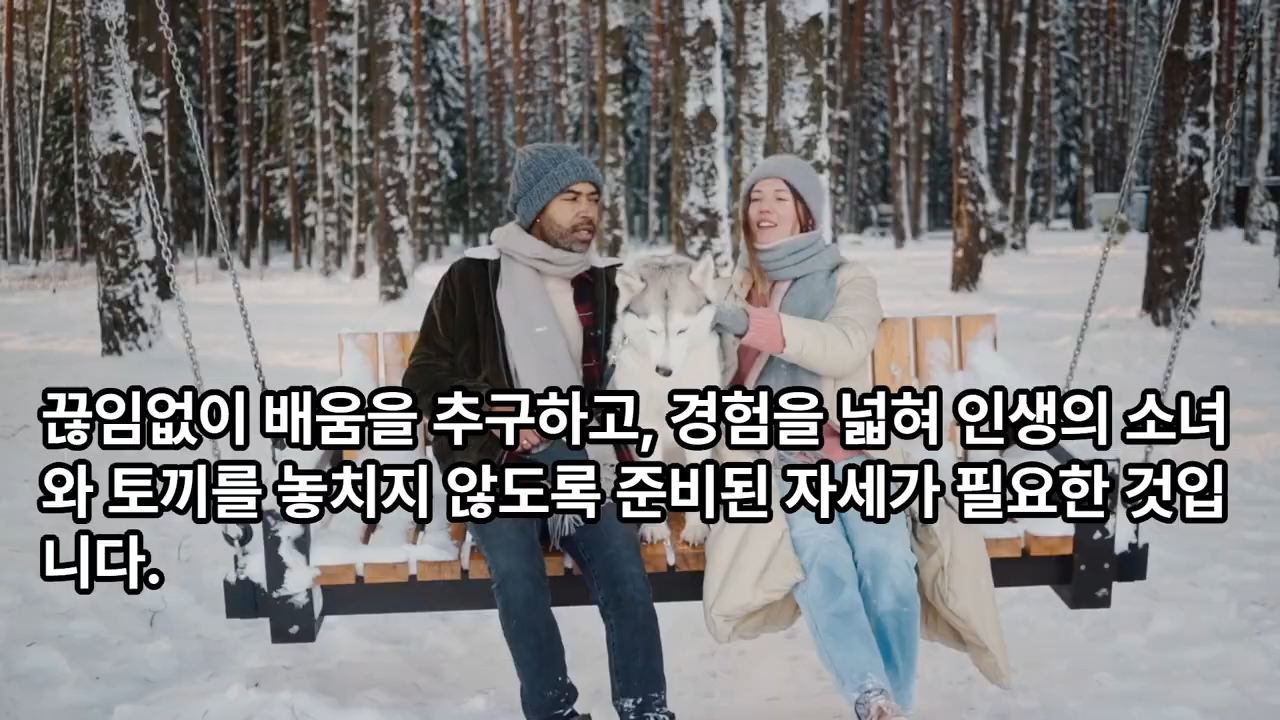 끊임없이 배움을 추구하고, 경험을 넓혀 인생의 소녀
와 토끼를 놓치지 않도록 준비된 자세가 필요한 것입
니다.